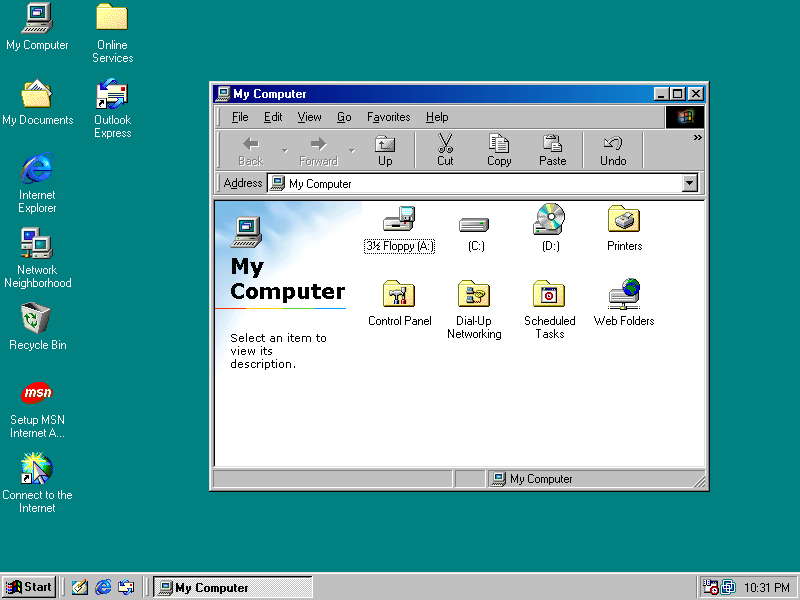 My Computer
Online
Services
My Documents
Outlook
Express
Internet
Explorer
Network
Neighborhood
Recycle Bin
msn
Setup MSN
Internet A...
Connect to the
Internet
My Computer
File Edit View Go Favorites Help
Back Forward Up Cut Copy Paste Undo »
Address My Computer
My
Computer
Select an item to
view its
description.
3½ Floppy (A:) (C:) (D:) Printers
Control Panel Dial-Up
Networking Scheduled
Tasks Web Folders
My Computer
Start My Computer 10:31 PM